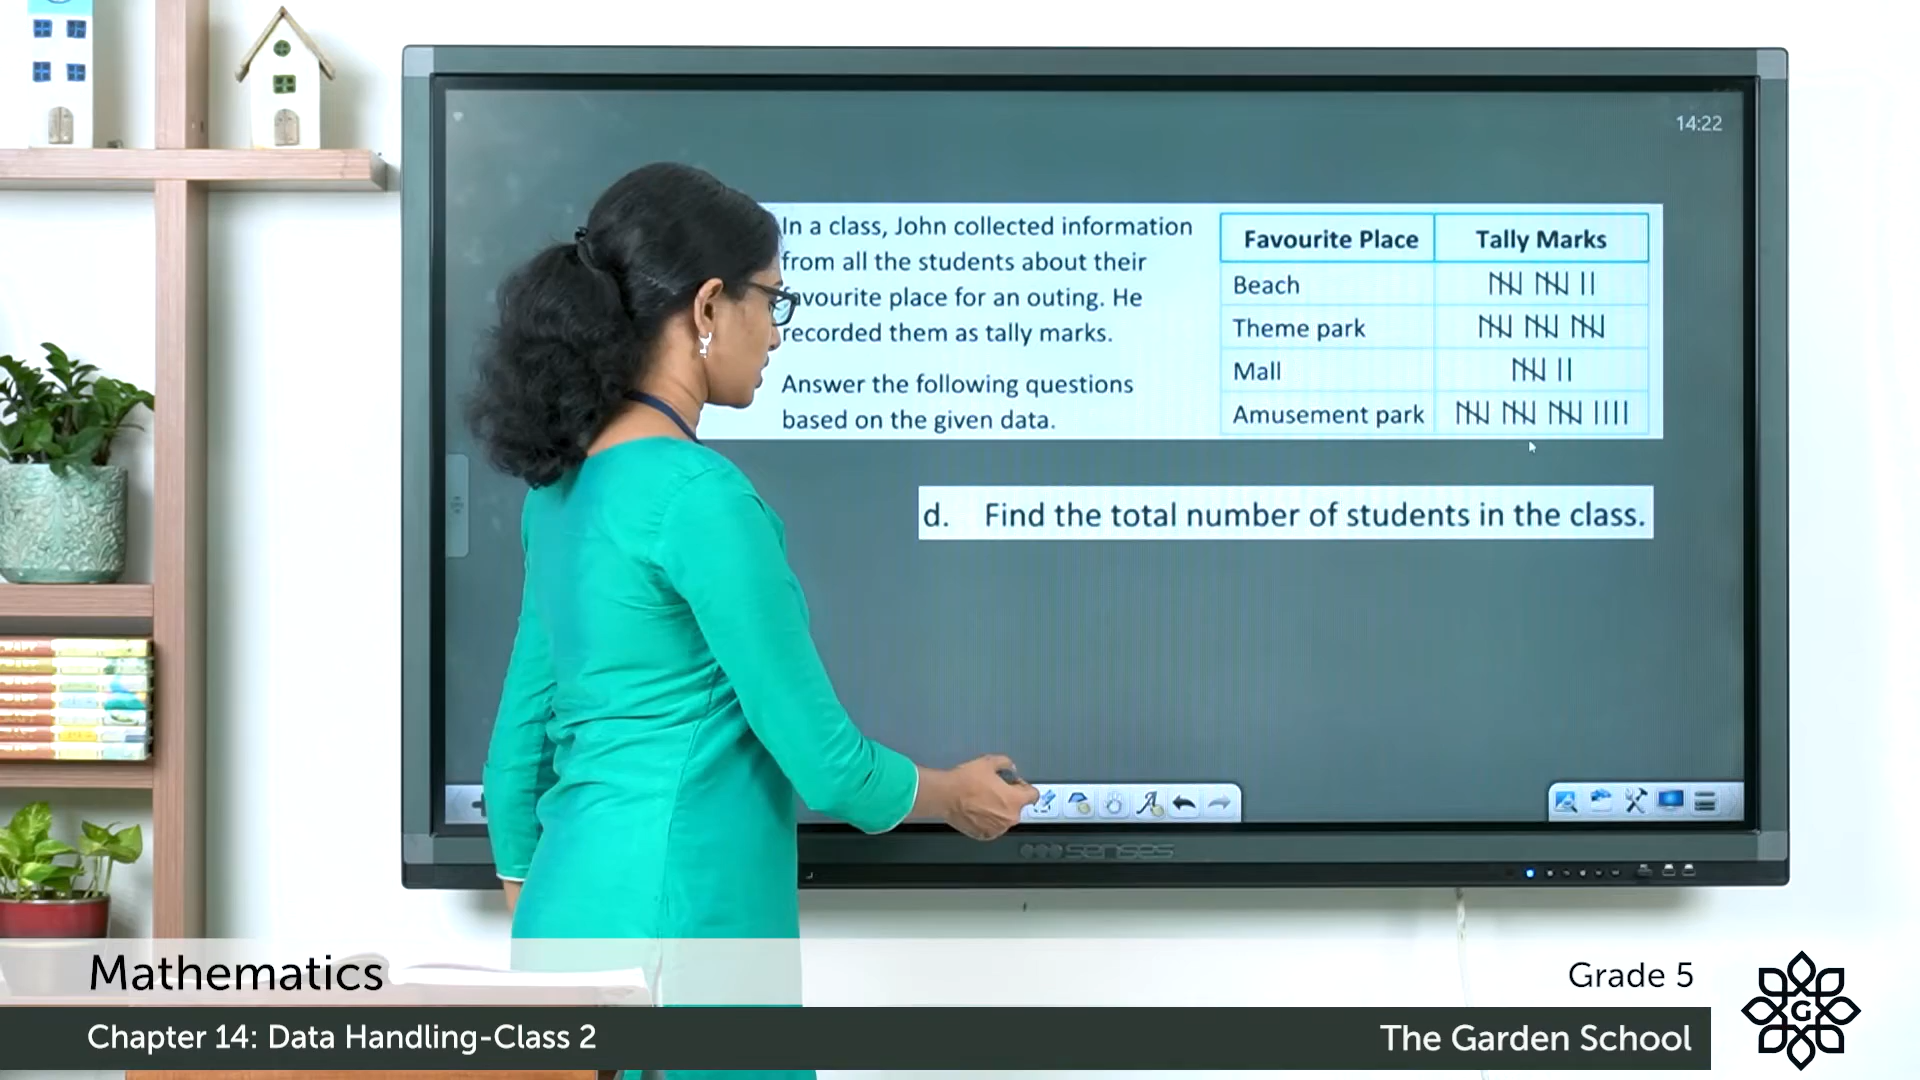 14:22
In a class, John collected information
from all the students about their
favourite place for an outing. He
recorded them as tally marks.
Answer the following questions
based on the given data.
Favourite Place Tally Marks
Beach
Theme park
Mall
Amusement park
d. Find the total number of students in the class.
senses
Mathematics
Grade 5
Chapter 14: Data Handling-Class 2
The Garden School
G